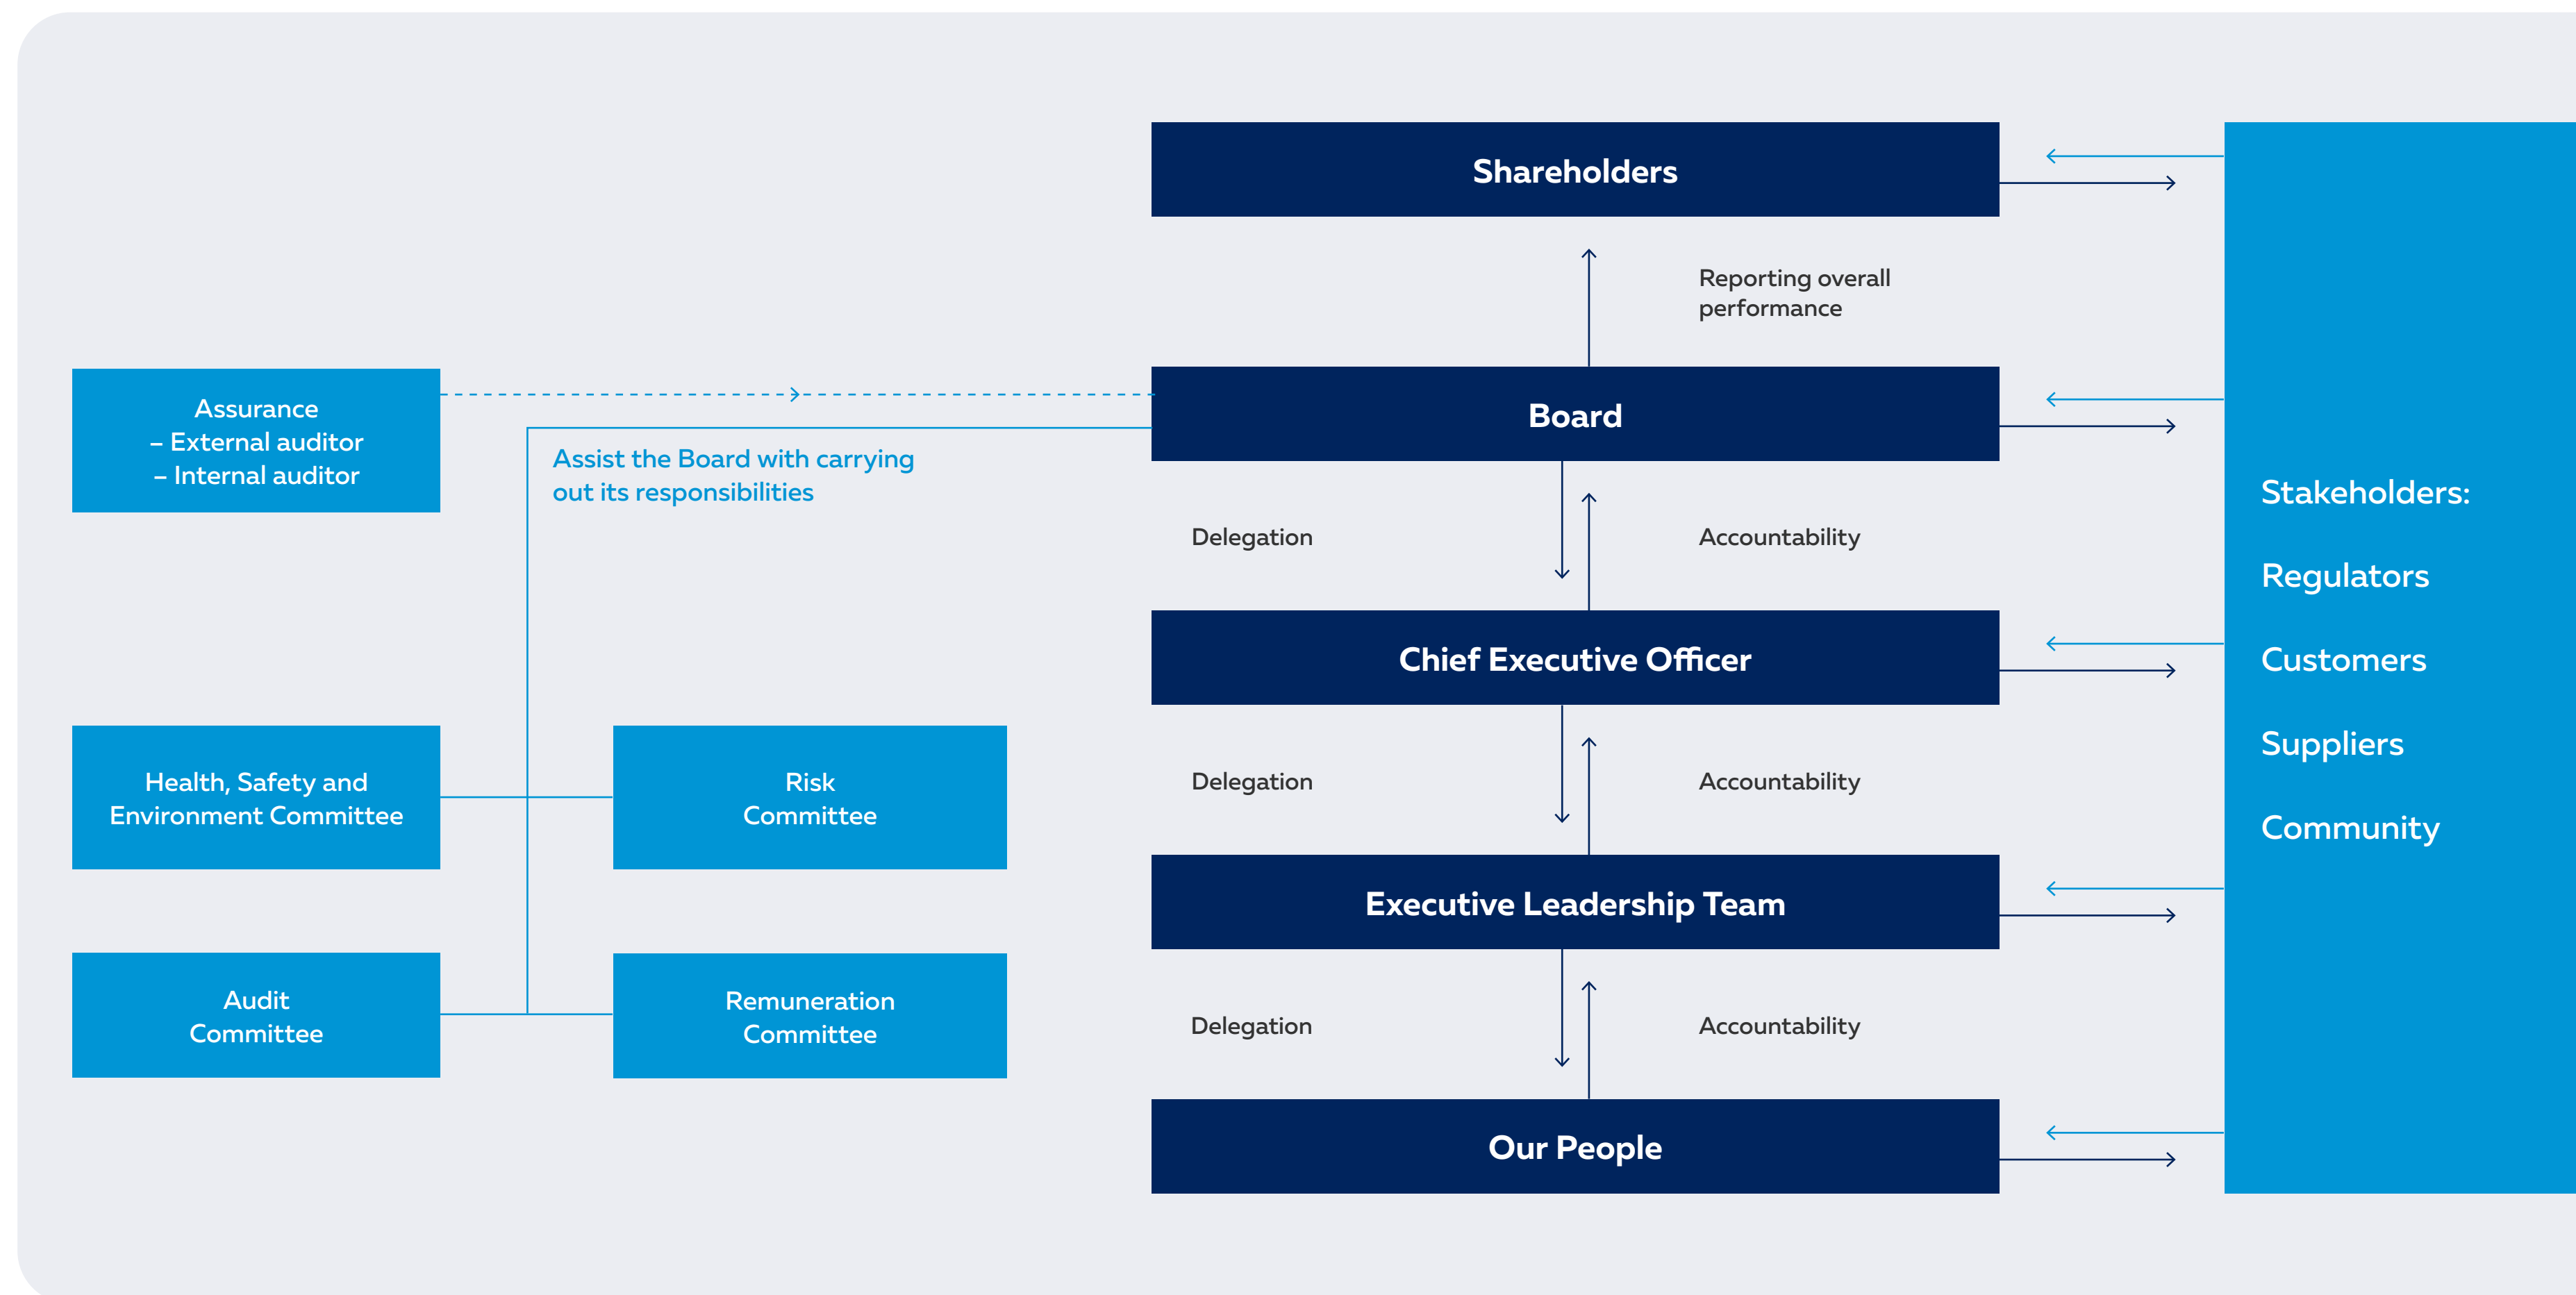 Shareholders
Reporting overall
performance
Assurance
– External auditor
– Internal auditor
Board
Assist the Board with carrying
out its responsibilities
Delegation
Accountability
Chief Executive Officer
Health, Safety and
Environment Committee
Risk
Committee
Delegation
Accountability
Executive Leadership Team
Audit
Committee
Remuneration
Committee
Delegation
Accountability
Our People
Stakeholders:
Regulators
Customers
Suppliers
Community